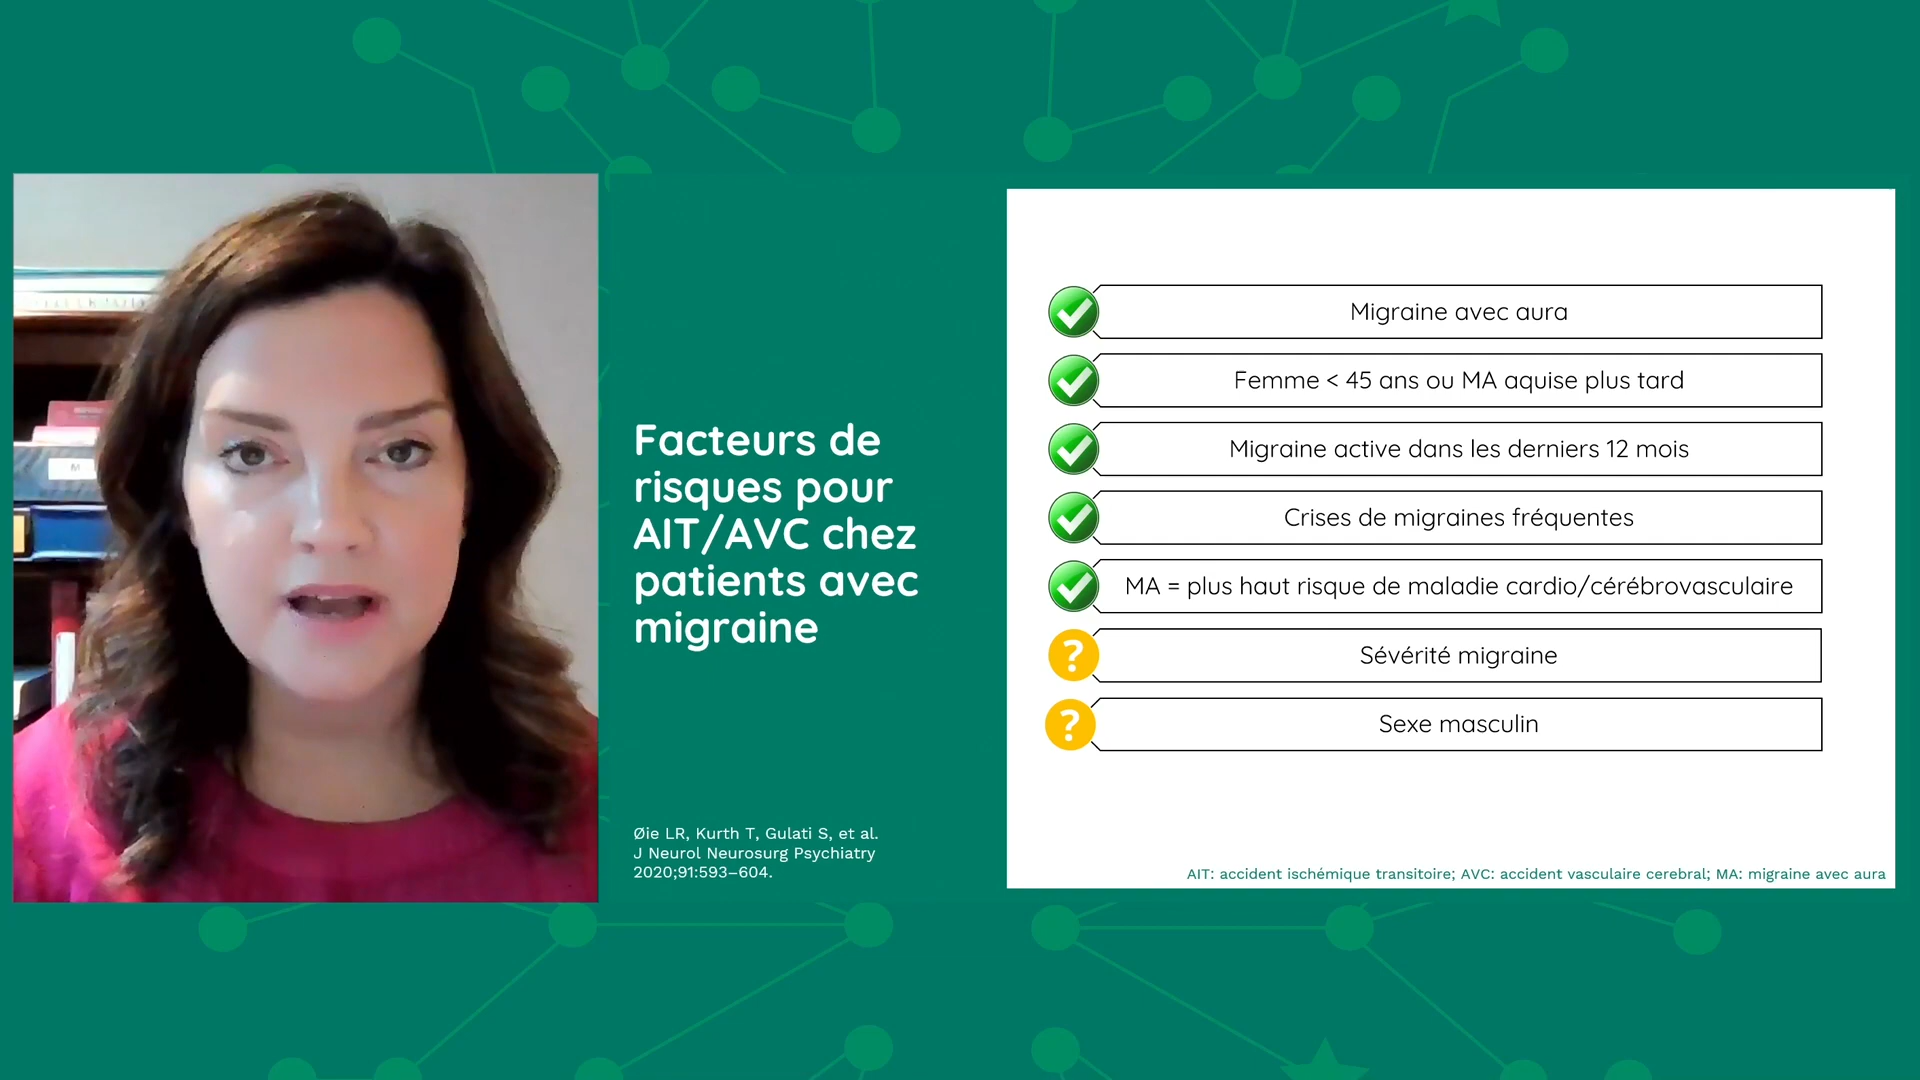 Facteurs de
risques pour
AIT/AVC chez
patients avec
migraine
Øie LR, Kurth T, Gulati S, et al.
J Neurol Neurosurg Psychiatry
2020;91:593–604.
Migraine avec aura
Femme < 45 ans ou MA aquise plus tard
Migraine active dans les derniers 12 mois
Crises de migraines fréquentes
MA = plus haut risque de maladie cardio/cérébrovasculaire
? Sévérité migraine
? Sexe masculin
AIT: accident ischémique transitoire; AVC: accident vasculaire cerebral; MA: migraine avec aura